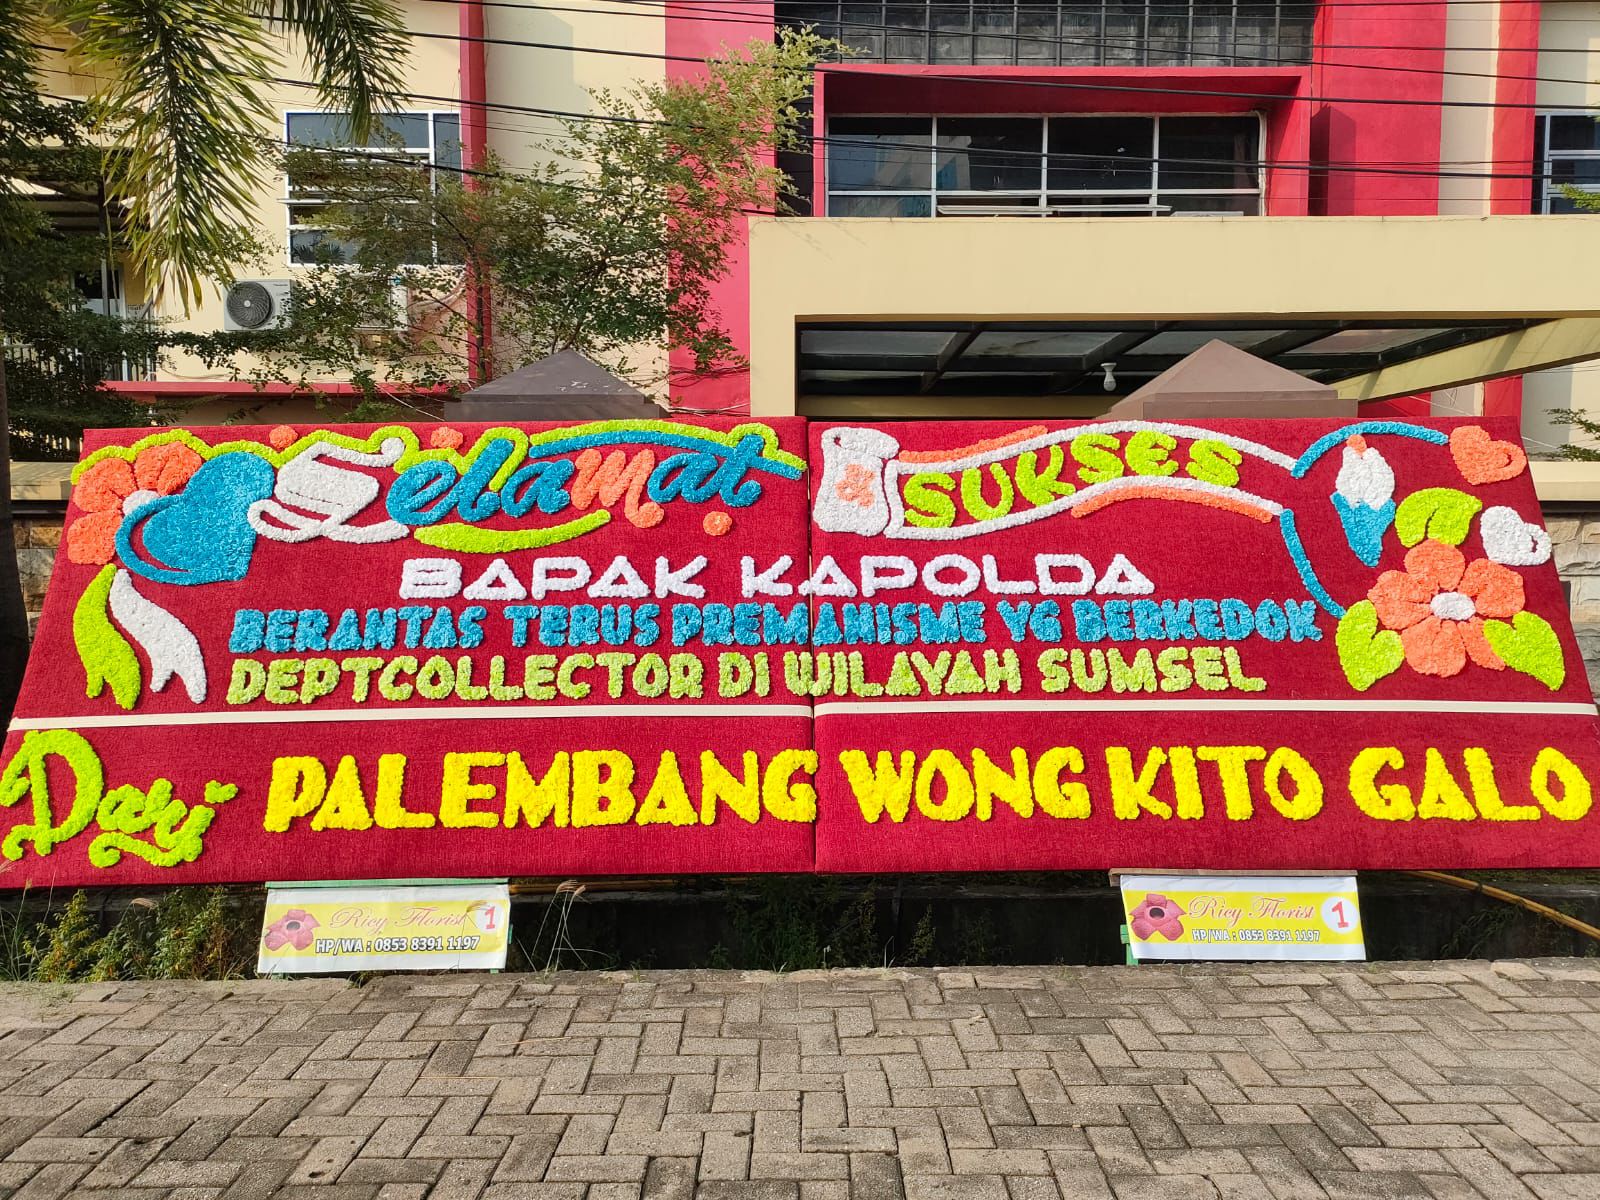 Selamat SUKSES
BAPAK KAPOLDA
BERANTAS TERUS PREMANISME YG BERKEDOK
DEPTCOLLECTOR DI WILAYAH SUMSEL
Dari PALEMBANG WONG KITO GALO
Ricy Florist 1
HP/WA : 0853 8391 1197
Ricy Florist 1
HP/WA : 0853 8391 1197